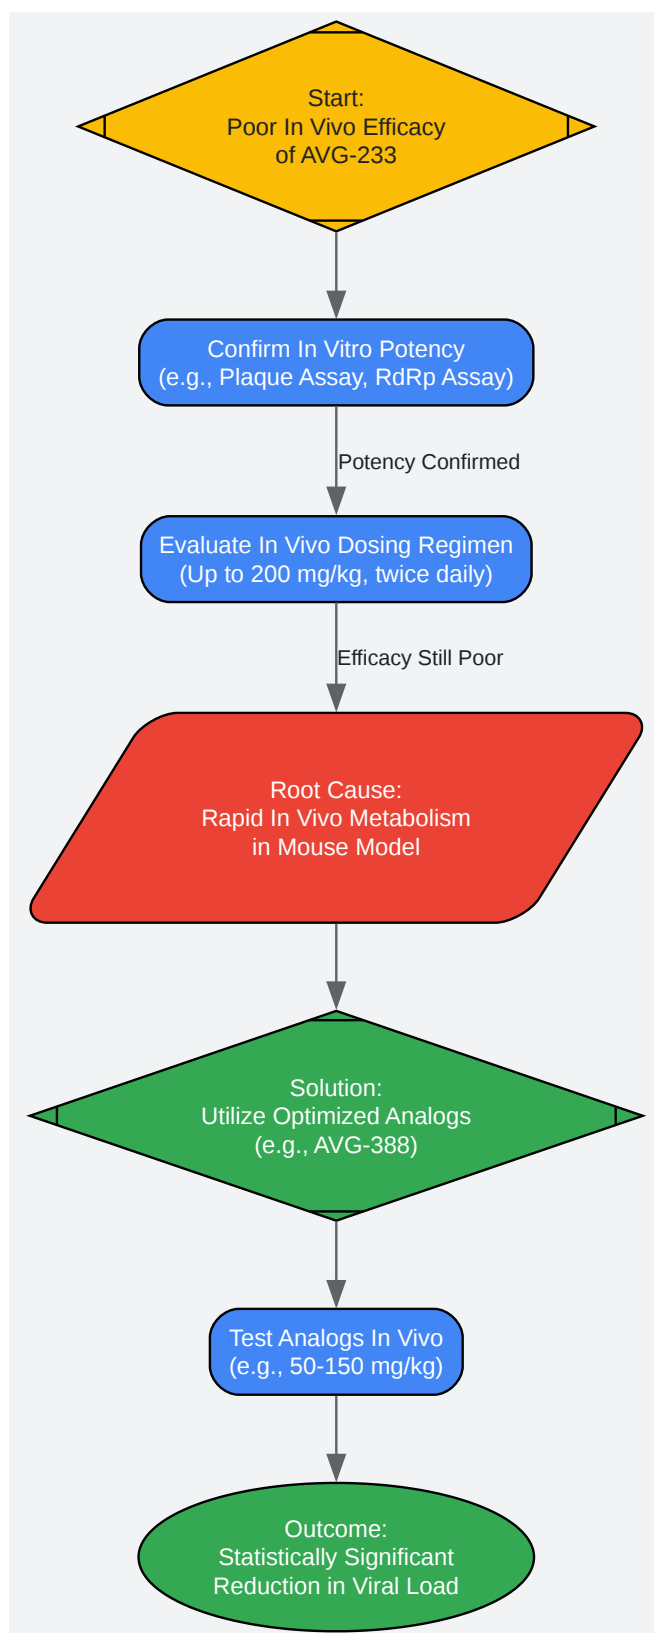 Start:
Poor In Vivo Efficacy
of AVG-233
Confirm In Vitro Potency
(e.g., Plaque Assay, RdRp Assay)
Potency Confirmed
Evaluate In Vivo Dosing Regimen
(Up to 200 mg/kg, twice daily)
Efficacy Still Poor
Root Cause:
Rapid In Vivo Metabolism
in Mouse Model
Solution:
Utilize Optimized Analogs
(e.g., AVG-388)
Test Analogs In Vivo
(e.g., 50-150 mg/kg)
Outcome:
Statistically Significant
Reduction in Viral Load